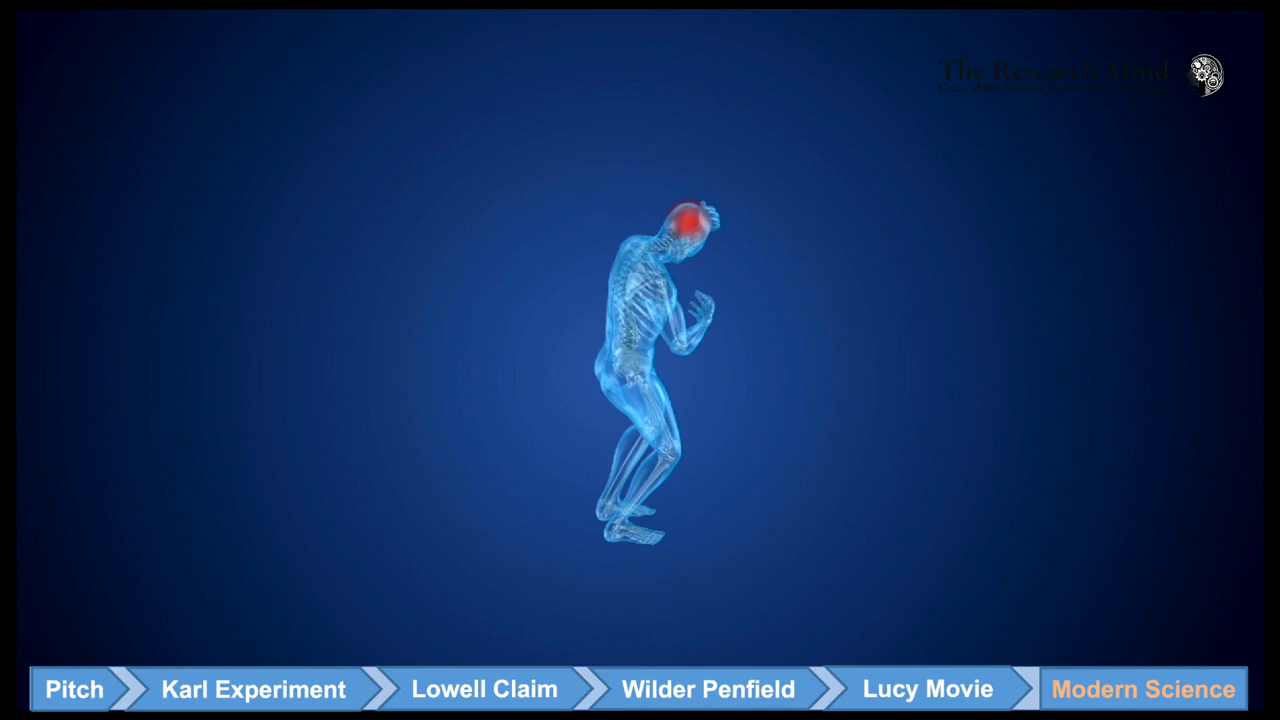 The Research Mind
Pitch
Karl Experiment
Lowell Claim
Wilder Penfield
Lucy Movie
Modern Science